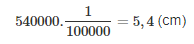 540000. 1/100000 = 5,4 (cm)